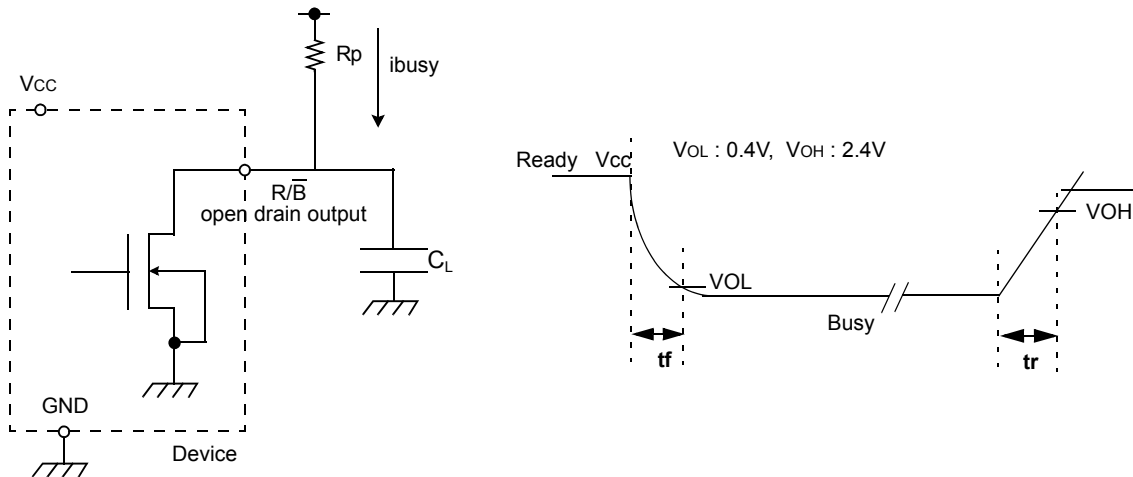 Rp
ibusy
VCC
R/B̅
open drain output
CL
GND
Device
Ready Vcc
VOL : 0.4V, VOH : 2.4V
VOH
VOL
Busy
tf
tr